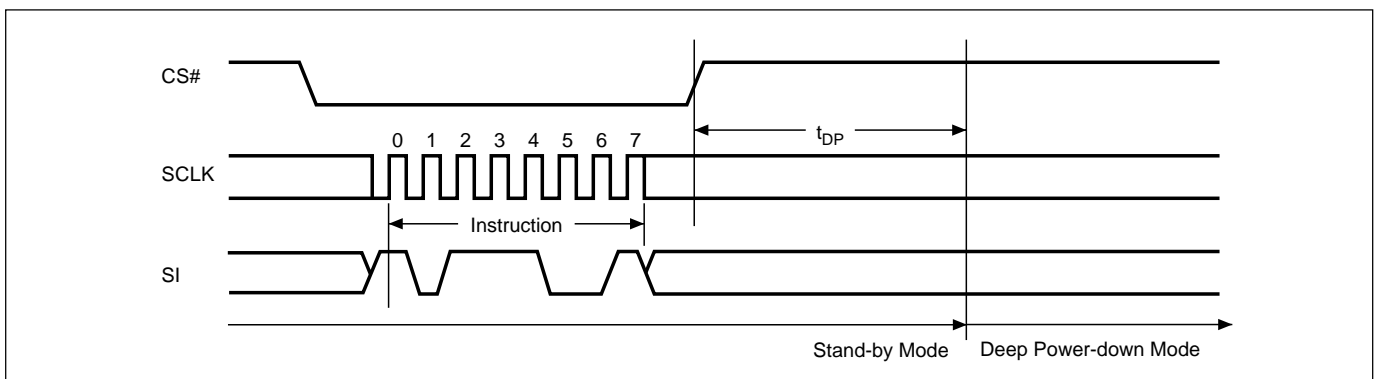 CS#
t_DP
0 1 2 3 4 5 6 7
SCLK
Instruction
SI
Stand-by Mode
Deep Power-down Mode